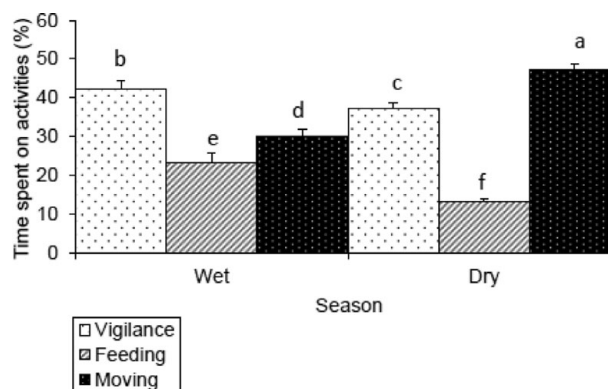 Time spent on activities (%)
60
50
40
30
20
10
0
b
e
d
c
f
a
Wet
Dry
Season
Vigilance
Feeding
Moving